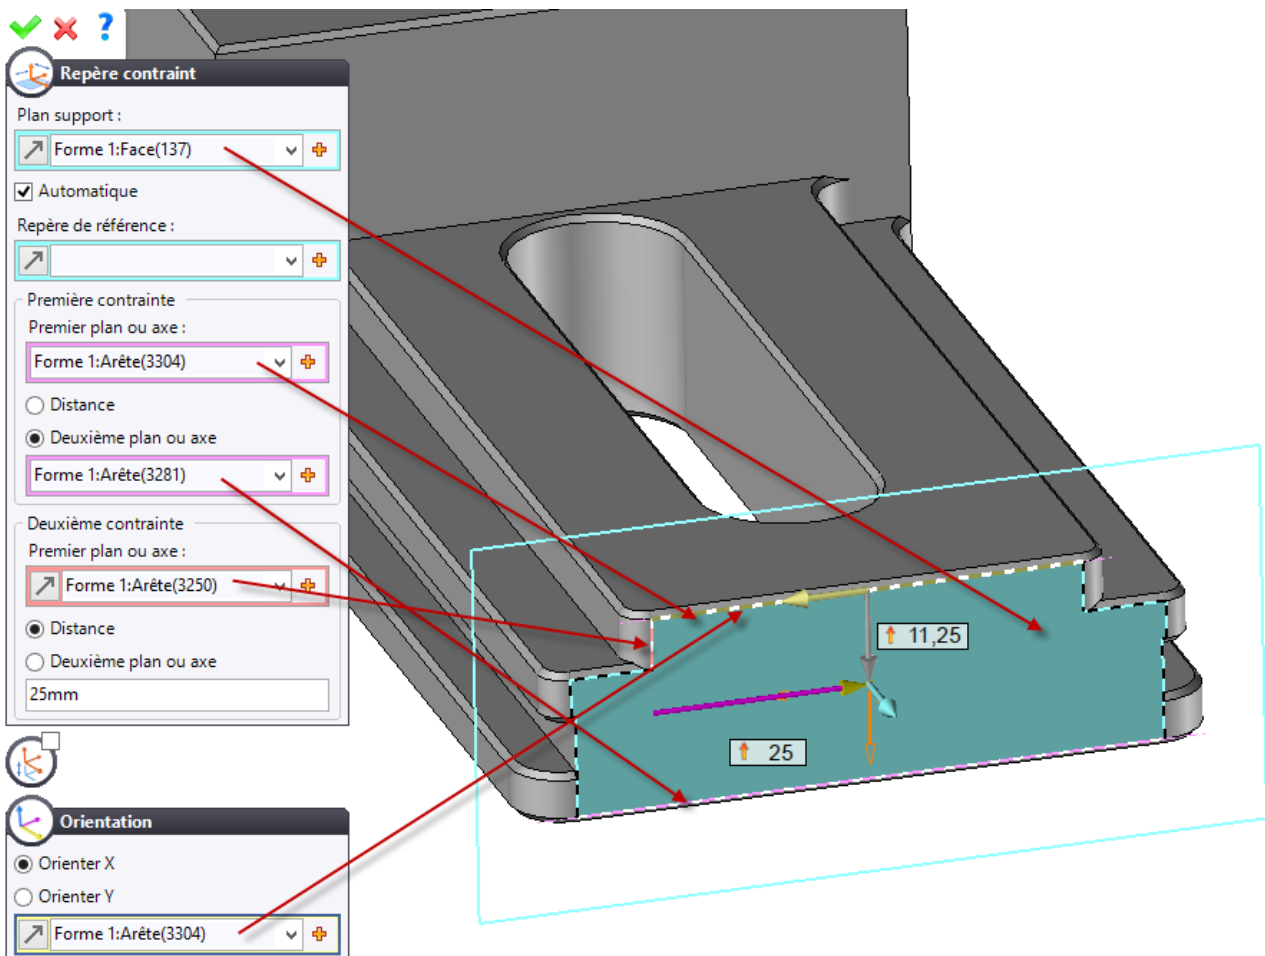 ?
Repère contraint
Plan support :
Forme 1:Face(137)
Automatique
Repère de référence :
Première contrainte
Premier plan ou axe :
Forme 1:Arête(3304)
Distance
Deuxième plan ou axe
Forme 1:Arête(3281)
Deuxième contrainte
Premier plan ou axe :
Forme 1:Arête(3250)
Distance
Deuxième plan ou axe
25mm
Orientation
Orienter X
Orienter Y
Forme 1:Arête(3304)
11,25
25